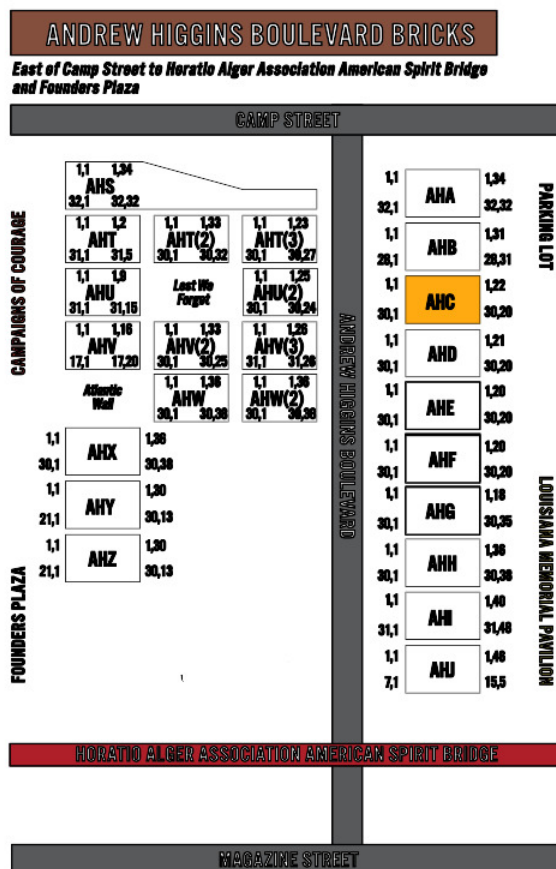 ANDREW HIGGINS BOULEVARD BRICKS
East of Camp Street to Horatio Alger Association American Spirit Bridge
and Founders Plaza
CAMP STREET
CAMPAIGNS OF COURAGE
FOUNDERS PLAZA
1,1 1,34
AHS
32,1 32,32
1,1 1,2
AHT
31,1 31,5
1,1 1,33
AHT(2)
30,1 30,32
1,1 1,23
AHT(3)
30,1 30,27
1,1 1,9
AHU
31,1 31,15
Lest We
Forget
1,1 1,25
AHU(2)
30,1 30,24
1,1 1,16
AHV
17,1 17,20
1,1 1,33
AHV(2)
30,1 30,25
1,1 1,26
AHV(3)
31,1 31,26
Atlantic
Wall
1,1 1,36
AHW
30,1 30,36
1,1 1,36
AHW(2)
30,1 30,36
1,1 1,36
AHX
30,1 30,38
1,1 1,30
AHY
21,1 30,13
1,1 1,30
AHZ
21,1 30,13
ANDREW HIGGINS BOULEVARD
1,1 1,34
AHA
32,1 32,32
1,1 1,31
AHB
28,1 28,31
1,1 1,22
AHC
30,1 30,20
1,1 1,21
AHD
30,1 30,20
1,1 1,20
AHE
30,1 30,20
1,1 1,20
AHF
30,1 30,20
1,1 1,18
AHG
30,1 30,35
1,1 1,36
AHH
30,1 30,38
1,1 1,40
AHI
31,1 31,48
1,1 1,48
AHJ
7,1 15,5
PARKING LOT
LOUISIANA MEMORIAL PAVILION
HORATIO ALGER ASSOCIATION AMERICAN SPIRIT BRIDGE
MAGAZINE STREET